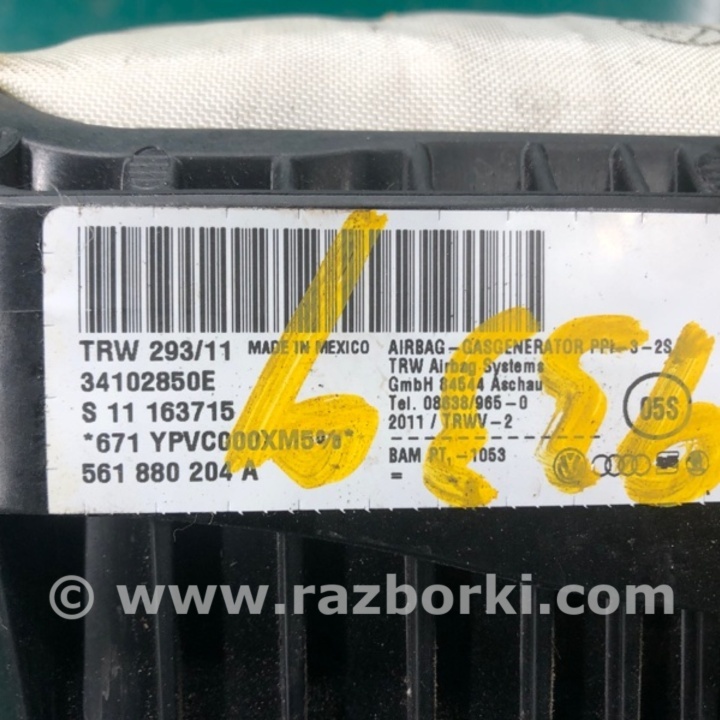 TRW 293/11 MADE IN MEXICO
34102850E
S 11 163715
*671 YPVC000XM5
561 880 204 A
AIRBAG-GASGENERATOR PPI-3-2S
TRW Airbag Systems
GmbH 84544 Aschau
Tel. 08638/965-0
2011 / TRWV-2
BAM PT. -1053
=
05S
© www.razborki.com